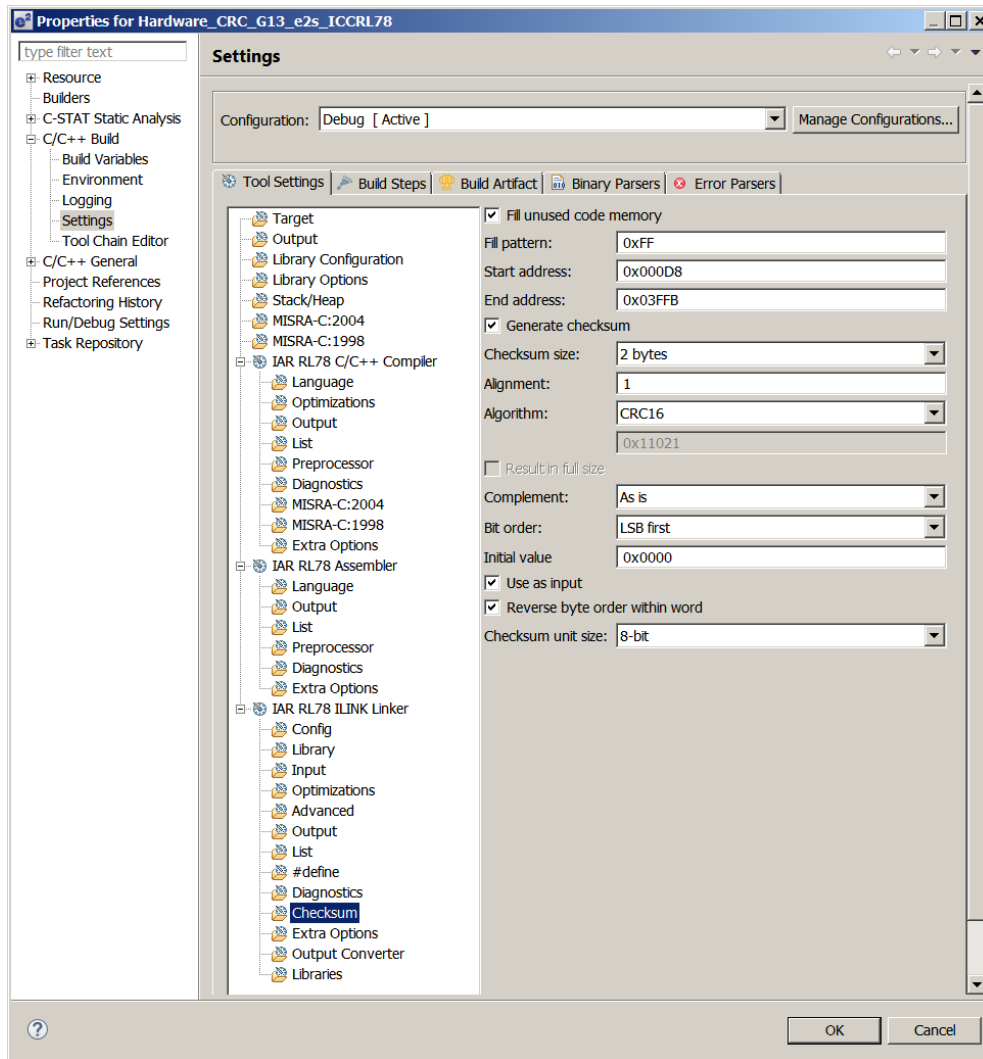 Properties for Hardware_CRC_G13_e2s_ICCRL78
type filter text
Resource
Builders
C-STAT Static Analysis
C/C++ Build
Build Variables
Environment
Logging
Settings
Tool Chain Editor
C/C++ General
Project References
Refactoring History
Run/Debug Settings
Task Repository
Settings
Configuration: Debug [ Active ] Manage Configurations...
Tool Settings Build Steps Build Artifact Binary Parsers Error Parsers
Target
Output
Library Configuration
Library Options
Stack/Heap
MISRA-C:2004
MISRA-C:1998
IAR RL78 C/C++ Compiler
Language
Optimizations
Output
List
Preprocessor
Diagnostics
MISRA-C:2004
MISRA-C:1998
Extra Options
IAR RL78 Assembler
Language
Output
List
Preprocessor
Diagnostics
Extra Options
IAR RL78 ILINK Linker
Config
Library
Input
Optimizations
Advanced
Output
List
#define
Diagnostics
Checksum
Extra Options
Output Converter
Libraries
Fill unused code memory
Fill pattern: 0xFF
Start address: 0x000D8
End address: 0x03FFB
Generate checksum
Checksum size: 2 bytes
Alignment: 1
Algorithm: CRC16
0x11021
Result in full size
Complement: As is
Bit order: LSB first
Initial value 0x0000
Use as input
Reverse byte order within word
Checksum unit size: 8-bit
OK Cancel